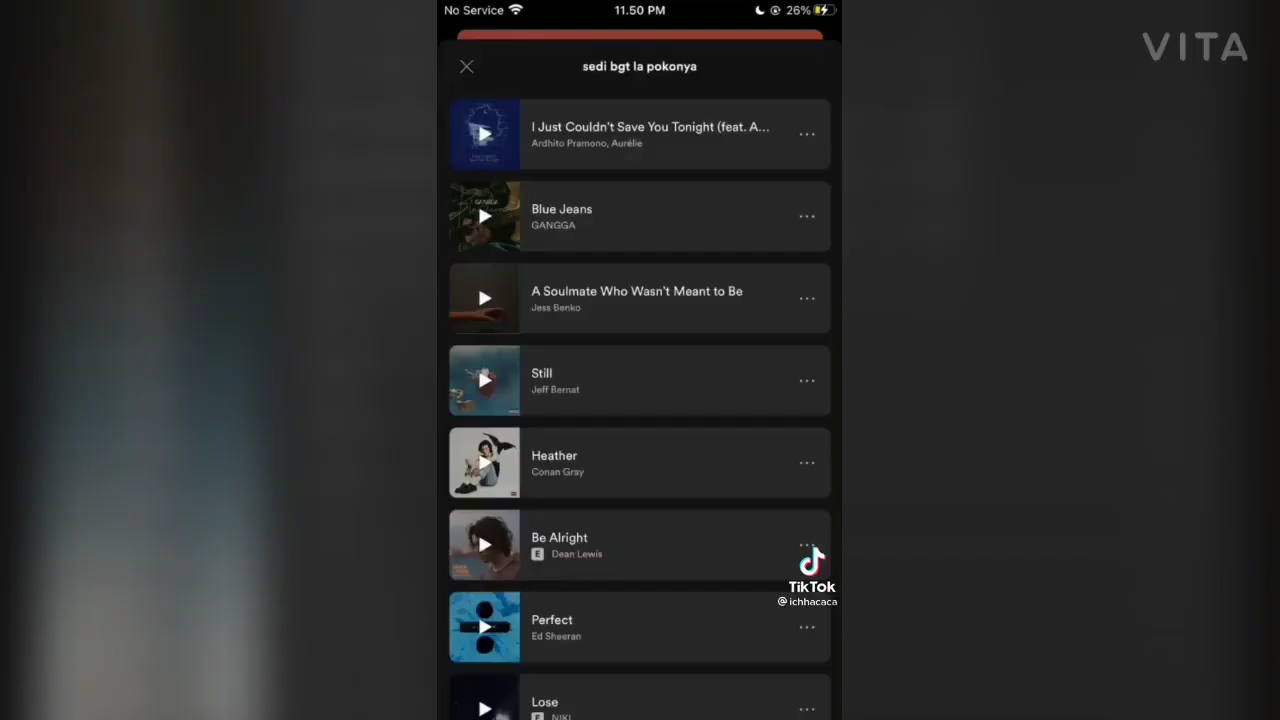 No Service
11.50 PM
26%
VITA
sedi bgt la pokonya
I Just Couldn't Save You Tonight (feat. A...
Ardhito Pramono, Aurélie
Blue Jeans
GANGGA
A Soulmate Who Wasn't Meant to Be
Jess Benko
Still
Jeff Bernat
Heather
Conan Gray
Be Alright
E Dean Lewis
TikTok
@ ichhacaca
Perfect
Ed Sheeran
Lose
E NIKI